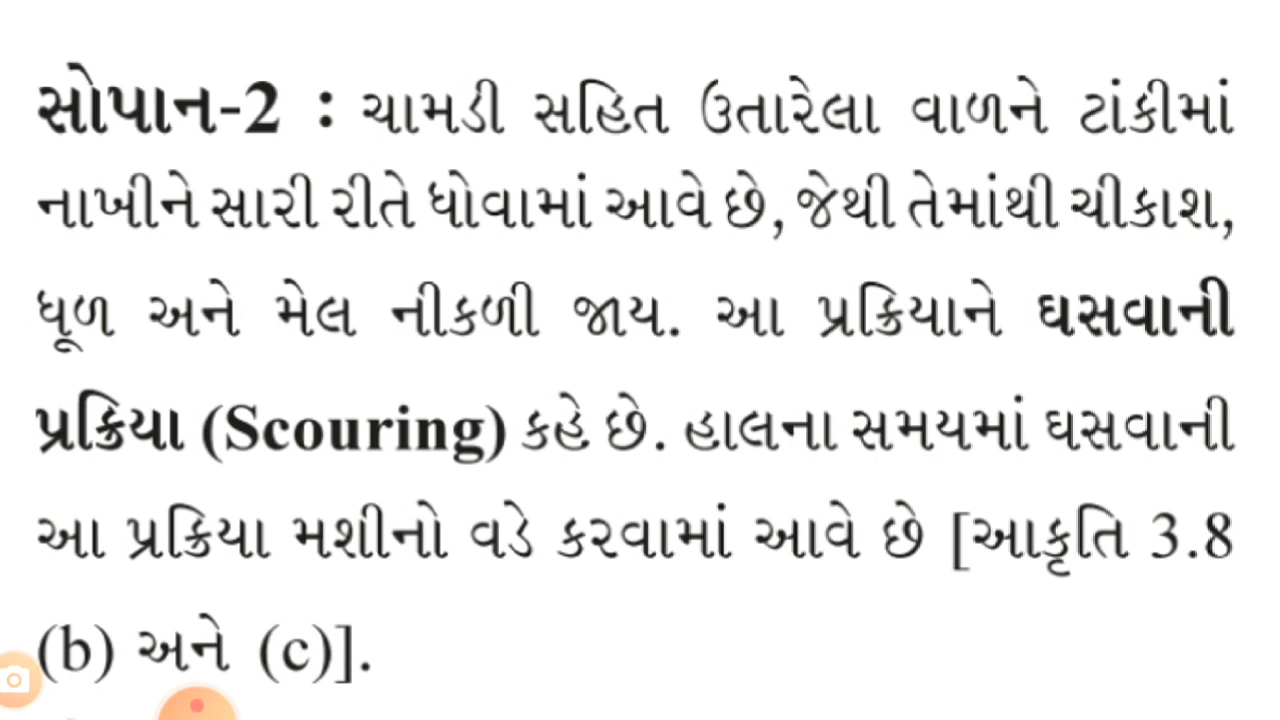 સોપાન-2 : ચામડી સહિત ઉતારેલા વાળને ટાંકીમાં
નાખીને સારી રીતે ધોવામાં આવે છે, જેથી તેમાંથી ચીકાશ,
ધૂળ અને મેલ નીકળી જાય. આ પ્રક્રિયાને ઘસવાની
પ્રક્રિયા (Scouring) કહે છે. હાલના સમયમાં ઘસવાની
આ પ્રક્રિયા મશીનો વડે કરવામાં આવે છે [આકૃતિ 3.8
(b) અને (c)].